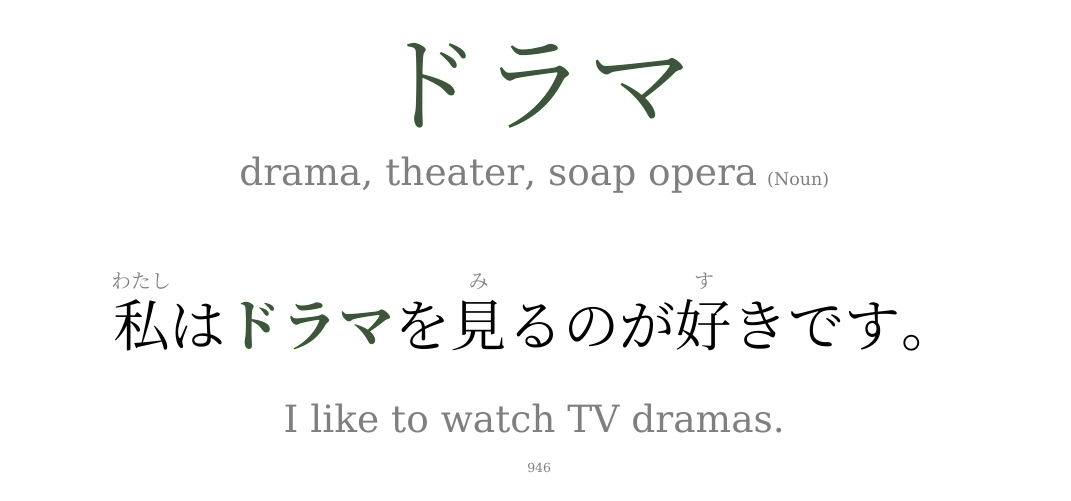 ドラマ
drama, theater, soap opera (Noun)
わたし み す
私はドラマを見るのが好きです。
I like to watch TV dramas.
946